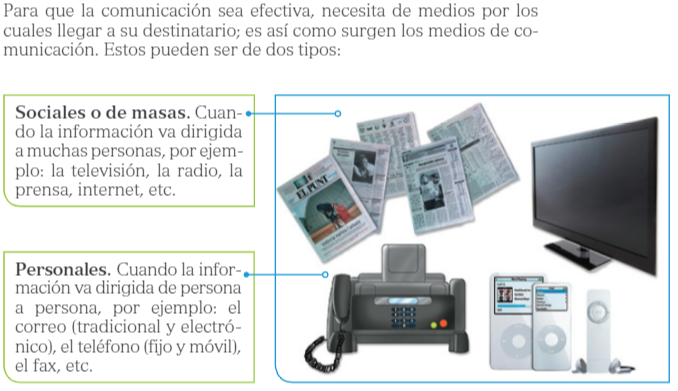 Para que la comunicación sea efectiva, necesita de medios por los
cuales llegar a su destinatario; es así como surgen los medios de co-
municación. Estos pueden ser de dos tipos:
Sociales o de masas. Cuan-
do la información va dirigida
a muchas personas, por ejem-
plo: la televisión, la radio, la
prensa, internet, etc.
EL PUNT
Personales. Cuando la infor-
mación va dirigida de persona
a persona, por ejemplo: el
correo (tradicional y electró-
nico), el teléfono (fijo y móvil),
el fax, etc.